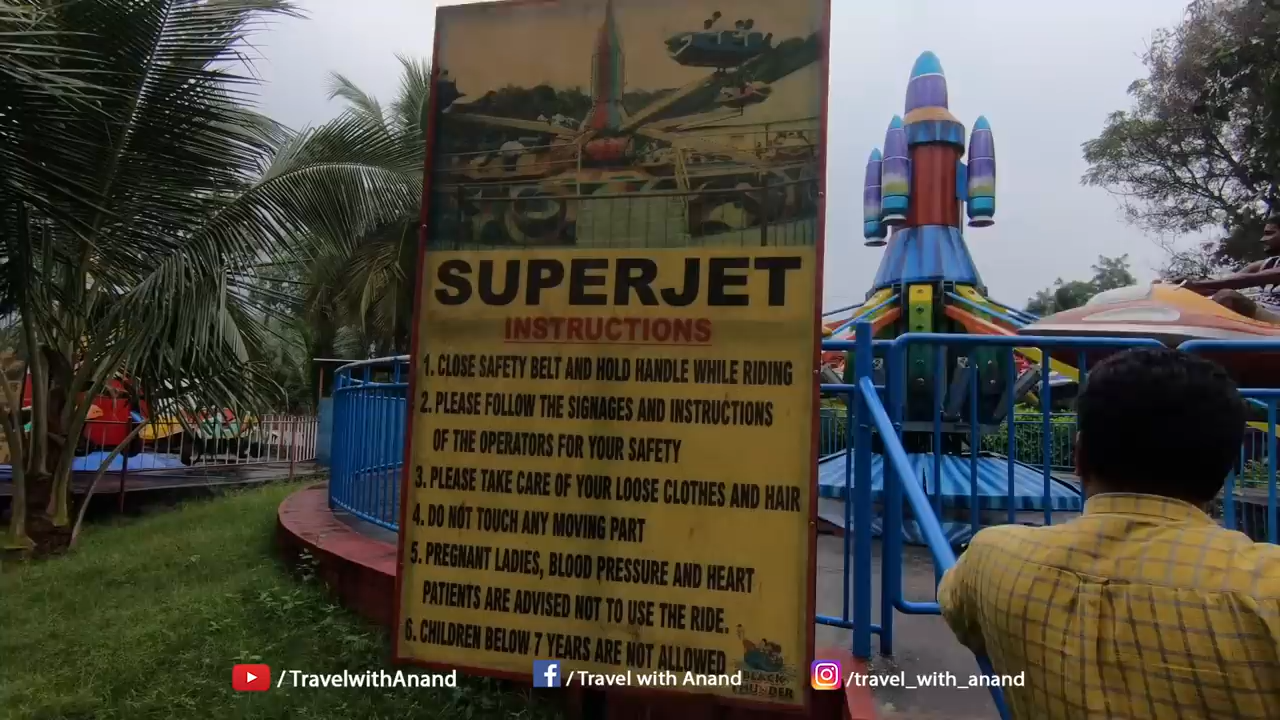 SUPERJET
INSTRUCTIONS
1. CLOSE SAFETY BELT AND HOLD HANDLE WHILE RIDING
2. PLEASE FOLLOW THE SIGNAGES AND INSTRUCTIONS
OF THE OPERATORS FOR YOUR SAFETY
3. PLEASE TAKE CARE OF YOUR LOOSE CLOTHES AND HAIR
4. DO NOT TOUCH ANY MOVING PART
5. PREGNANT LADIES, BLOOD PRESSURE AND HEART
PATIENTS ARE ADVISED NOT TO USE THE RIDE.
6. CHILDREN BELOW 7 YEARS ARE NOT ALLOWED
BLACK
THUNDER
/TravelwithAnand
/Travel with Anand
/travel_with_anand